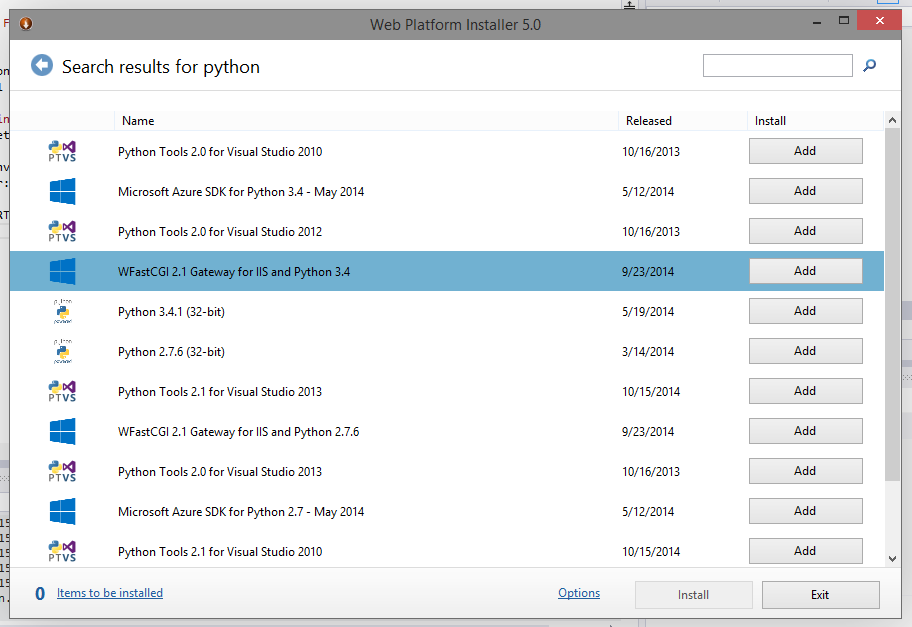 Web Platform Installer 5.0
Search results for python
Name Released Install
PTVS Python Tools 2.0 for Visual Studio 2010 10/16/2013 Add
Microsoft Azure SDK for Python 3.4 - May 2014 5/12/2014 Add
PTVS Python Tools 2.0 for Visual Studio 2012 10/16/2013 Add
WFastCGI 2.1 Gateway for IIS and Python 3.4 9/23/2014 Add
Python 3.4.1 (32-bit) 5/19/2014 Add
Python 2.7.6 (32-bit) 3/14/2014 Add
PTVS Python Tools 2.1 for Visual Studio 2013 10/15/2014 Add
WFastCGI 2.1 Gateway for IIS and Python 2.7.6 9/23/2014 Add
PTVS Python Tools 2.0 for Visual Studio 2013 10/16/2013 Add
Microsoft Azure SDK for Python 2.7 - May 2014 5/12/2014 Add
PTVS Python Tools 2.1 for Visual Studio 2010 10/15/2014 Add
0 Items to be installed Options Install Exit